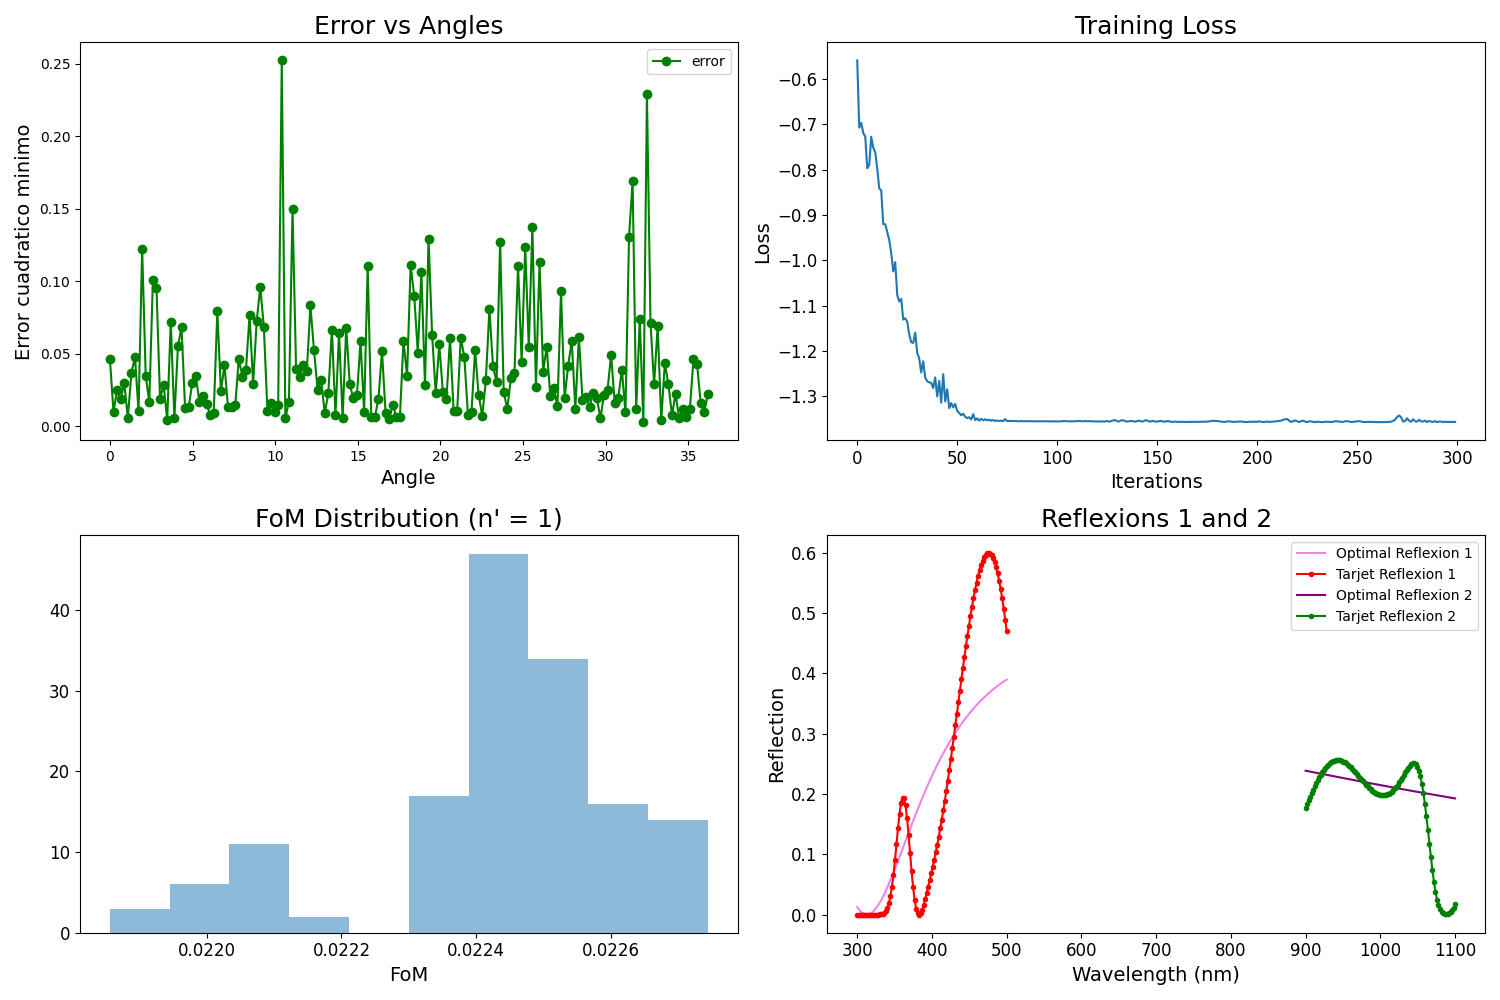 Error vs Angles
error
0.25
0.20
0.15
0.10
0.05
0.00
Error cuadratico minimo
0 5 10 15 20 25 30 35
Angle
Training Loss
−0.6
−0.7
−0.8
−0.9
−1.0
−1.1
−1.2
−1.3
Loss
0 50 100 150 200 250 300
Iterations
FoM Distribution (n' = 1)
40
30
20
10
0
0.0220 0.0222 0.0224 0.0226
FoM
Reflexions 1 and 2
Optimal Reflexion 1
Tarjet Reflexion 1
Optimal Reflexion 2
Tarjet Reflexion 2
0.6
0.5
0.4
0.3
0.2
0.1
0.0
Reflection
300 400 500 600 700 800 900 1000 1100
Wavelength (nm)